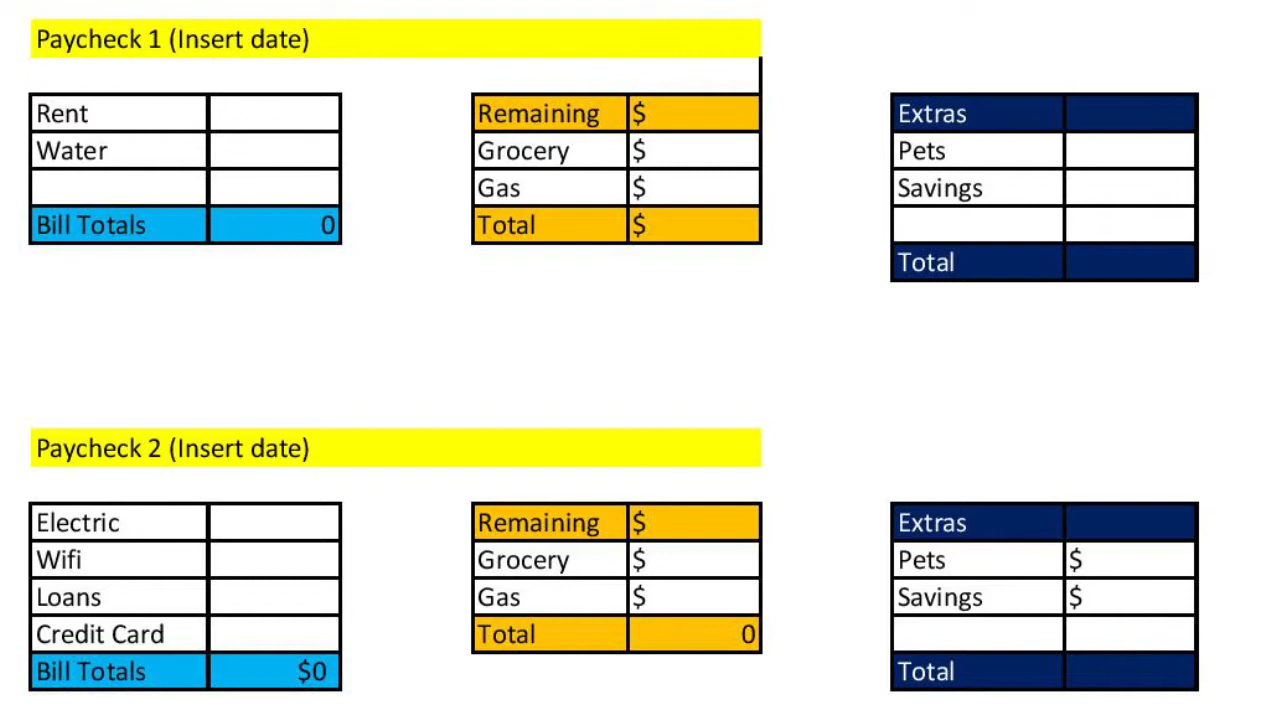 Paycheck 1 (Insert date)
Rent
Water
Bill Totals 0
Remaining $
Grocery $
Gas $
Total $
Extras
Pets
Savings
Total
Paycheck 2 (Insert date)
Electric
Wifi
Loans
Credit Card
Bill Totals $0
Remaining $
Grocery $
Gas $
Total 0
Extras
Pets $
Savings $
Total